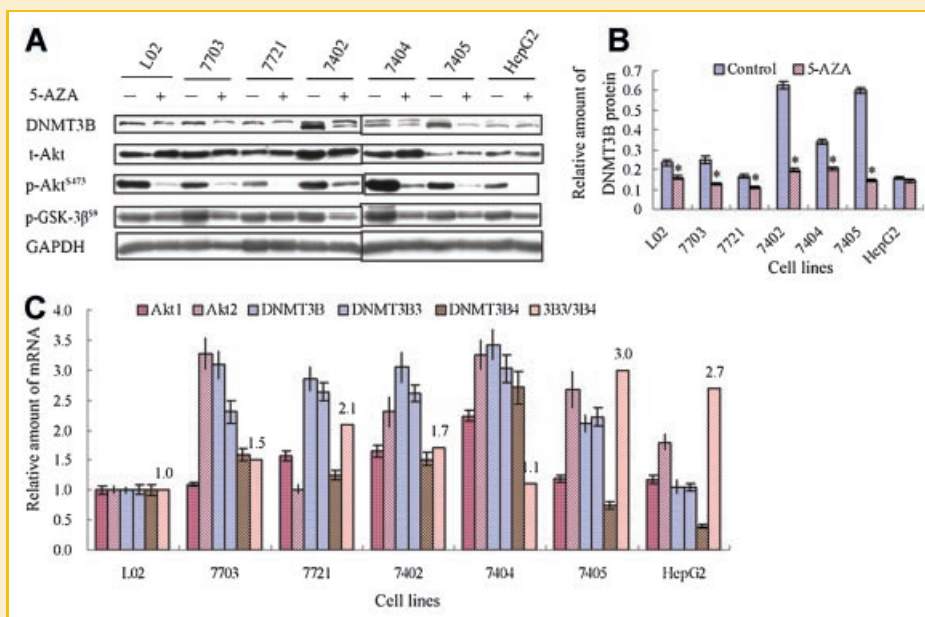 A
L02 7703 7721 7402 7404 7405 HepG2
5-AZA — + — + — + — + — + — + — +
DNMT3B
t-Akt
p-Akt^S473
p-GSK-3β^S9
GAPDH
B
Relative amount of
DNMT3B protein
Control 5-AZA
0.7
0.6
0.5
0.4
0.3
0.2
0.1
0
* * * * * *
L02 7703 7721 7402 7404 7405 HepG2
Cell lines
C
Akt1 Akt2 DNMT3B DNMT3B3 DNMT3B4 3B3/3B4
Relative amount of mRNA
4.0
3.5
3.0
2.5
2.0
1.5
1.0
0.5
0.0
1.0 1.5 2.1 1.7 1.1 3.0 2.7
L02 7703 7721 7402 7404 7405 HepG2
Cell lines